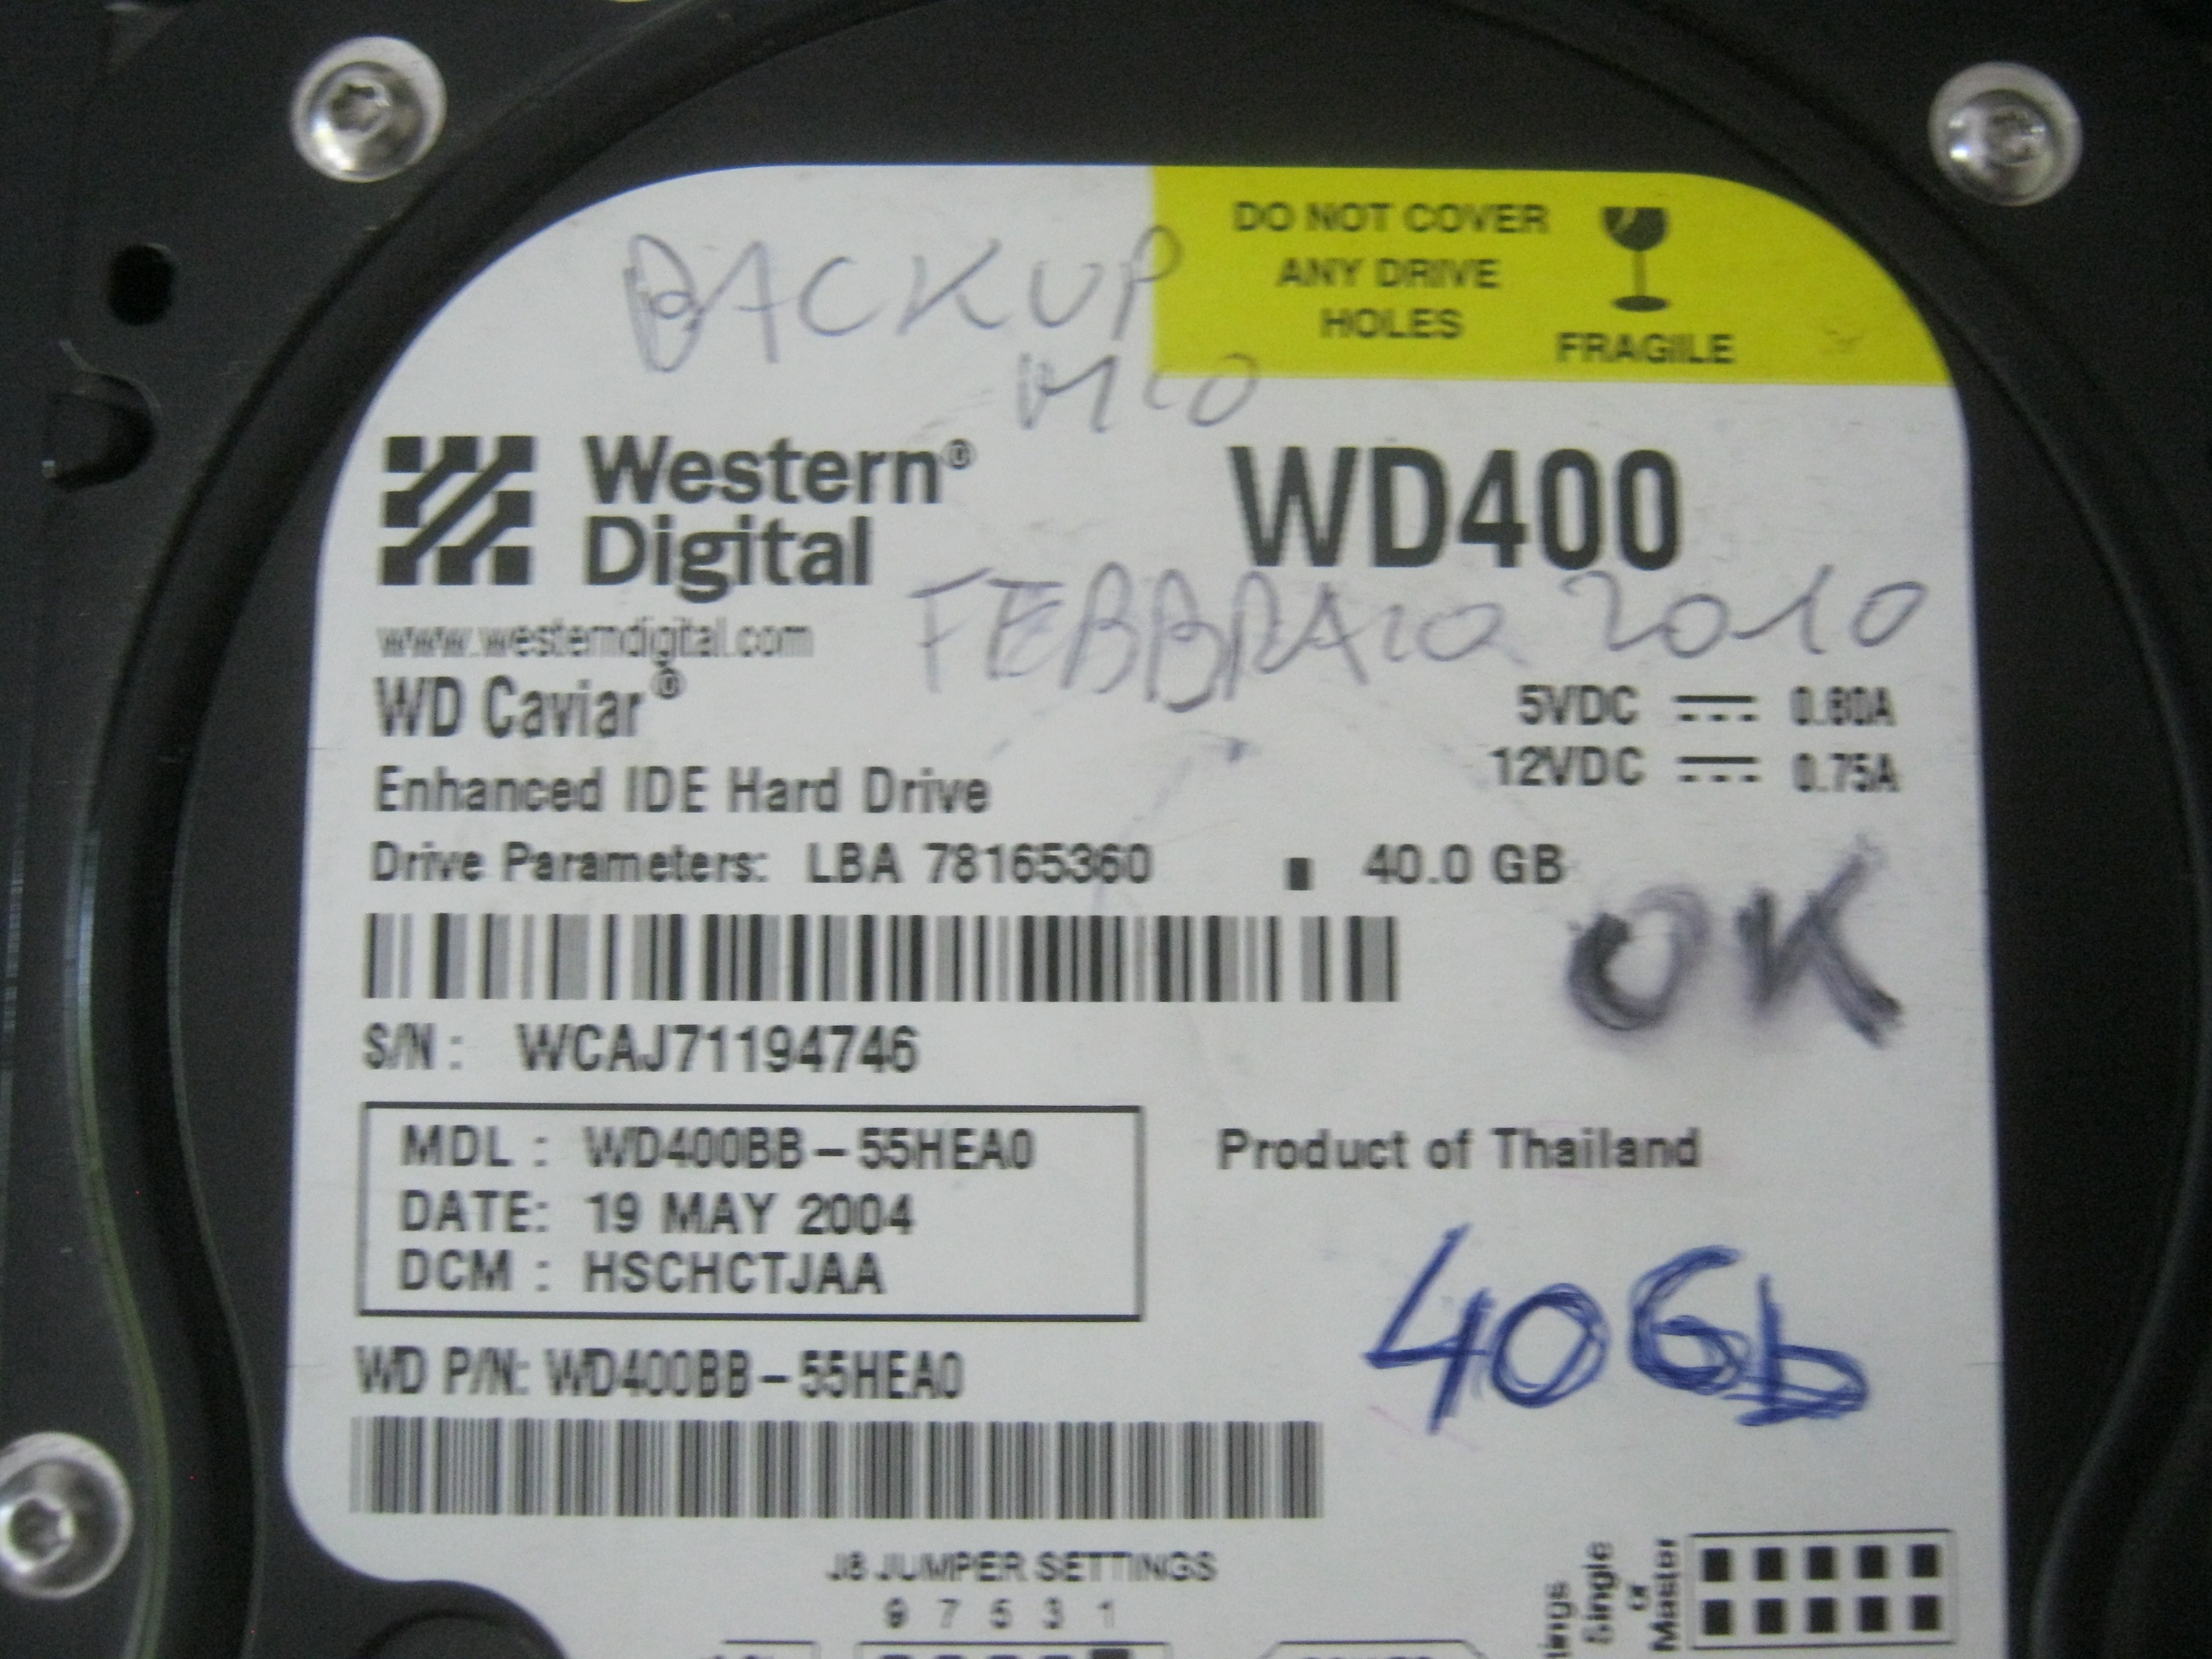 BACKUP
MIO
DO NOT COVER
ANY DRIVE
HOLES
FRAGILE
Western®
Digital
WD400
www.westerndigital.com
FEBBRAIO 2010
WD Caviar®
5VDC 0.60A
12VDC 0.75A
Enhanced IDE Hard Drive
Drive Parameters: LBA 78165360 ▪ 40.0 GB
OK
S/N: WCAJ71194746
MDL: WD400BB-55HEA0
DATE: 19 MAY 2004
DCM: HSCHCTJAA
Product of Thailand
40Gb
WD P/N: WD400BB-55HEA0
J8 JUMPER SETTINGS
9 7 5 3 1
Single
or
Master